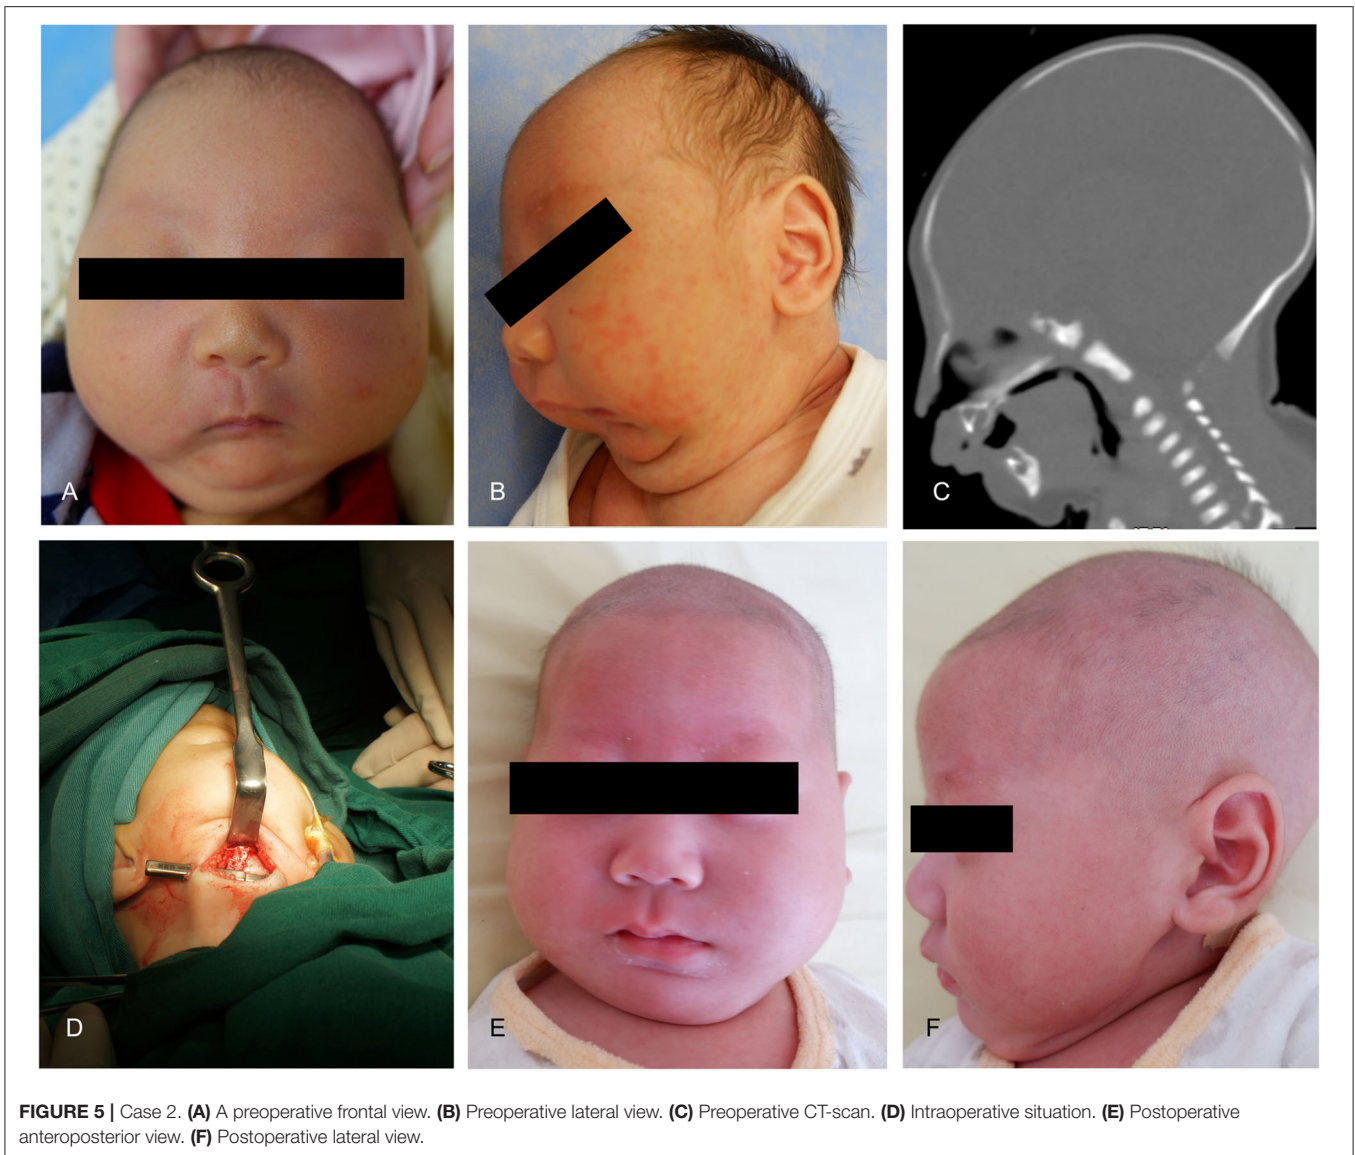 A
B
C
D
E
F
FIGURE 5 | Case 2. (A) A preoperative frontal view. (B) Preoperative lateral view. (C) Preoperative CT-scan. (D) Intraoperative situation. (E) Postoperative
anteroposterior view. (F) Postoperative lateral view.